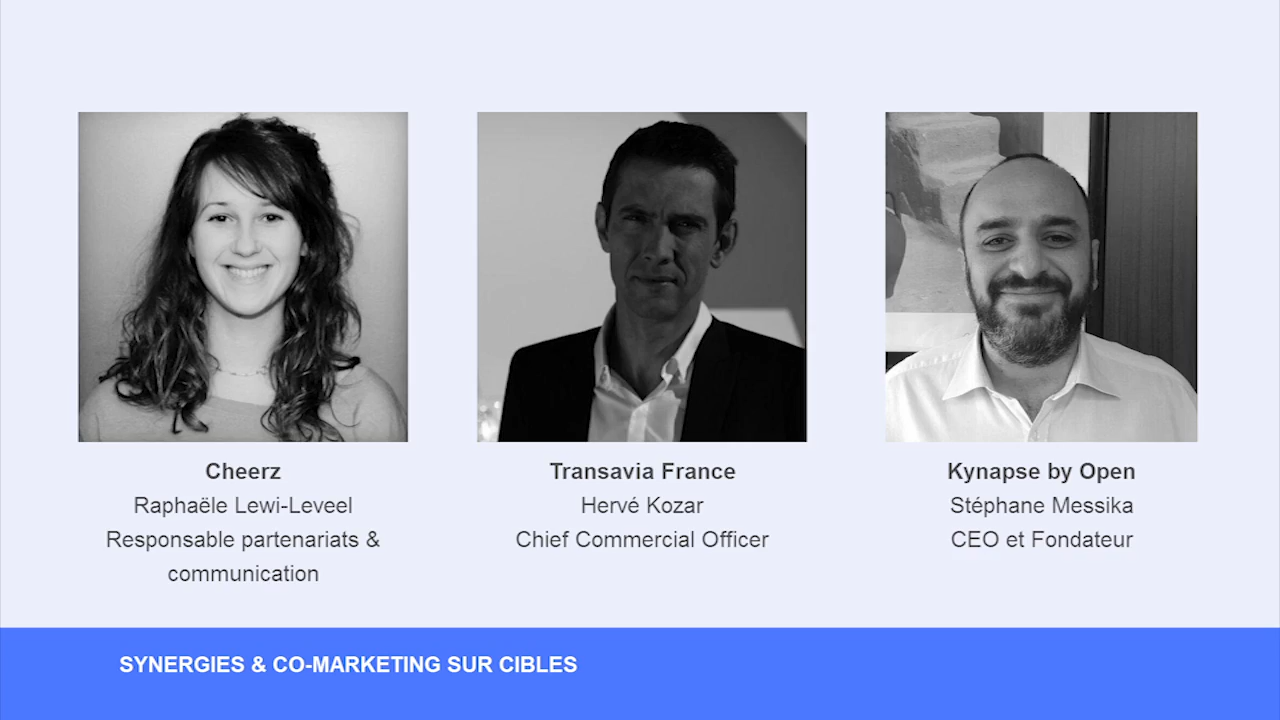 Cheerz
Raphaële Lewi-Leveel
Responsable partenariats &
communication
Transavia France
Hervé Kozar
Chief Commercial Officer
Kynapse by Open
Stéphane Messika
CEO et Fondateur
SYNERGIES & CO-MARKETING SUR CIBLES